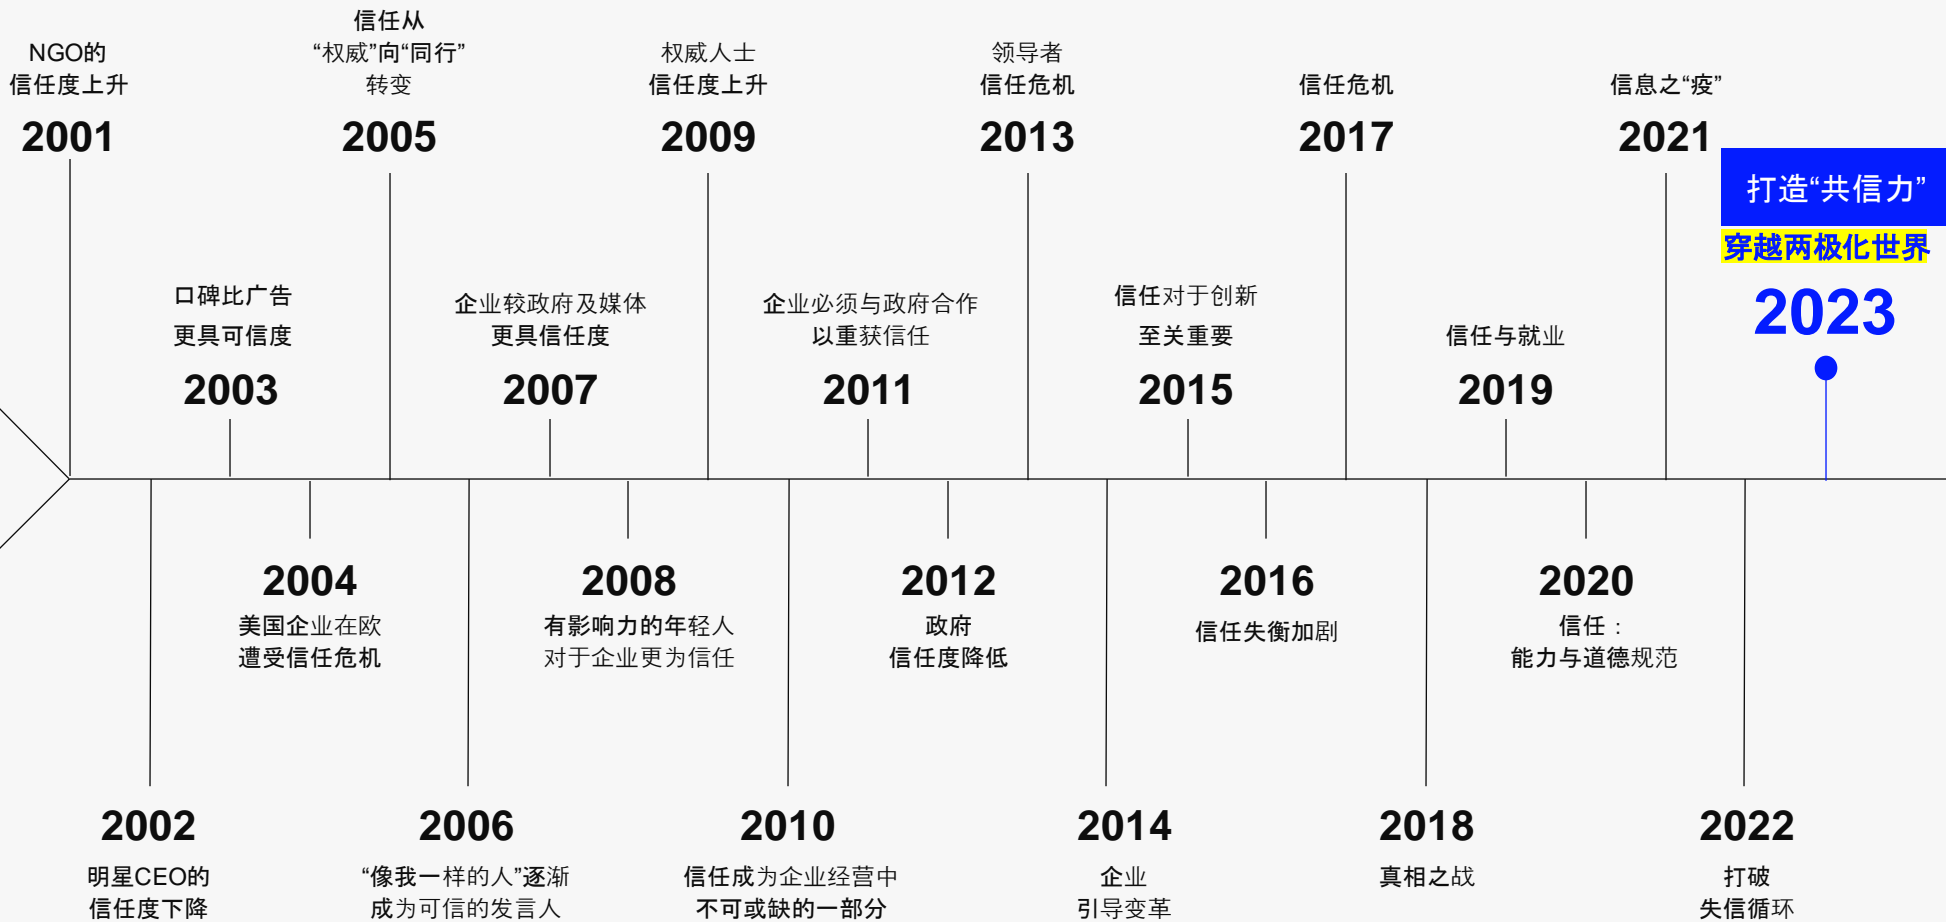 NGO的
信任度上升
2001
信任从
“权威”向“同行”
转变
2005
权威人士
信任度上升
2009
领导者
信任危机
2013
信任危机
2017
信息之“疫”
2021
打造“共信力”
穿越两极化世界
2023
口碑比广告
更具可信度
2003
企业较政府及媒体
更具信任度
2007
企业必须与政府合作
以重获信任
2011
信任对于创新
至关重要
2015
信任与就业
2019
2004
美国企业在欧
遭受信任危机
2008
有影响力的年轻人
对于企业更为信任
2012
政府
信任度降低
2016
信任失衡加剧
2020
信任：
能力与道德规范
2002
明星CEO的
信任度下降
2006
“像我一样的人”逐渐
成为可信的发言人
2010
信任成为企业经营中
不可或缺的一部分
2014
企业
引导变革
2018
真相之战
2022
打破
失信循环